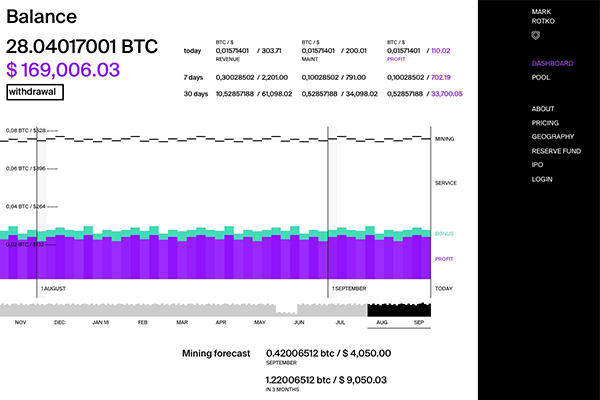 Balance
28.04017001 BTC
$ 169,006.03
withdrawal
BTC / $ BTC / $ BTC / $
today 0,01571401 / 303.71 0,01571401 / 200.01 0,01571401 / 110.02
REVENUE MAINT PROFIT
7 days 0,30028502 / 2,201.00 0,10028502 / 791.00 0,10028502 / 702.19
30 days 10,52857188 / 61,098.02 0,52857188 / 34,098.02 0,52857188 / 33,700.05
0,08 BTC / $528
MINING
0,06 BTC / $396
SERVICE
0,04 BTC / $264
BONUS
0,02 BTC / $132
PROFIT
1 AUGUST 1 SEPTEMBER TODAY
NOV DEC JAN 18 FEB MAR APR MAY JUN JUL AUG SEP
Mining forecast 0.42006512 btc / $ 4,050.00
SEPTEMBER
1.22006512 btc / $ 9,050.03
IN 3 MONTHS
MARK
ROTKO
DASHBOARD
POOL
ABOUT
PRICING
GEOGRAPHY
RESERVE FUND
IPO
LOGIN